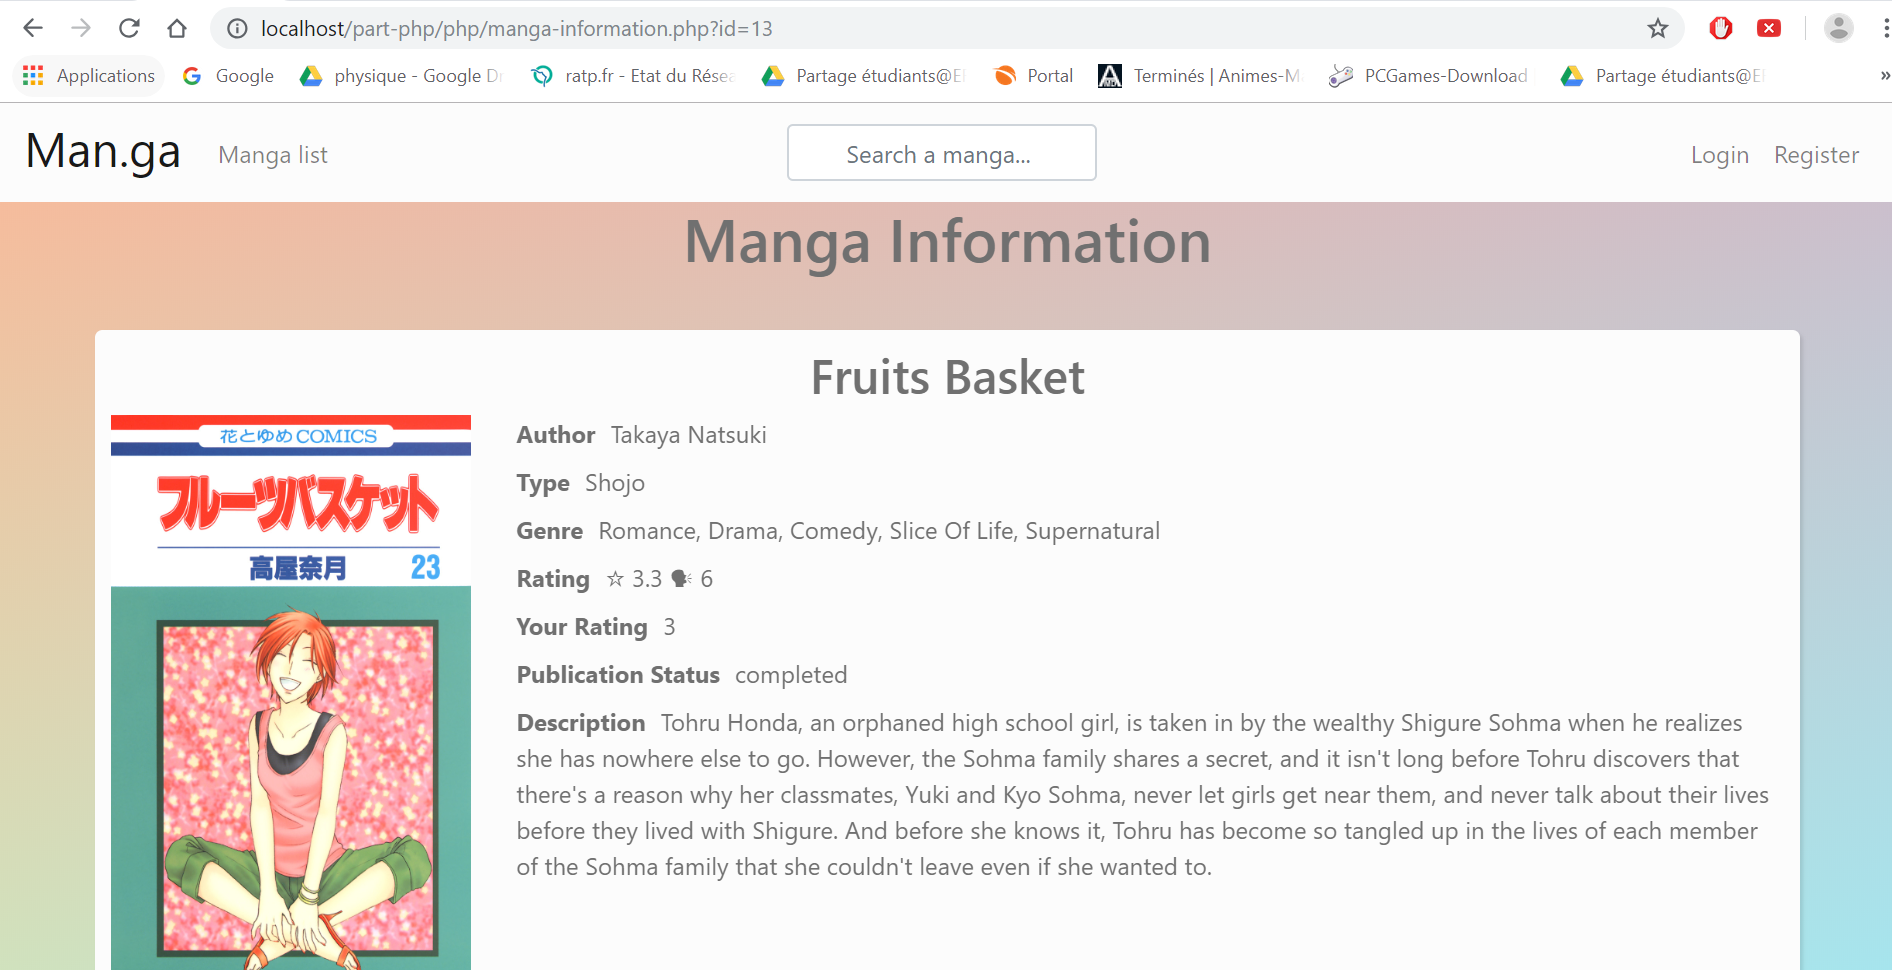 localhost/part-php/php/manga-information.php?id=13
Applications Google physique - Google Dr ratp.fr - Etat du Résea Partage étudiants@E Portal Terminés | Animes-Ma PCGames-Download Partage étudiants@E »
Man.ga Manga list Search a manga... Login Register
Manga Information
Fruits Basket
花とゆめCOMICS
フルーツバスケット
高屋奈月 23
Author Takaya Natsuki
Type Shojo
Genre Romance, Drama, Comedy, Slice Of Life, Supernatural
Rating ☆ 3.3 🗣 6
Your Rating 3
Publication Status completed
Description Tohru Honda, an orphaned high school girl, is taken in by the wealthy Shigure Sohma when he realizes
she has nowhere else to go. However, the Sohma family shares a secret, and it isn't long before Tohru discovers that
there's a reason why her classmates, Yuki and Kyo Sohma, never let girls get near them, and never talk about their lives
before they lived with Shigure. And before she knows it, Tohru has become so tangled up in the lives of each member
of the Sohma family that she couldn't leave even if she wanted to.